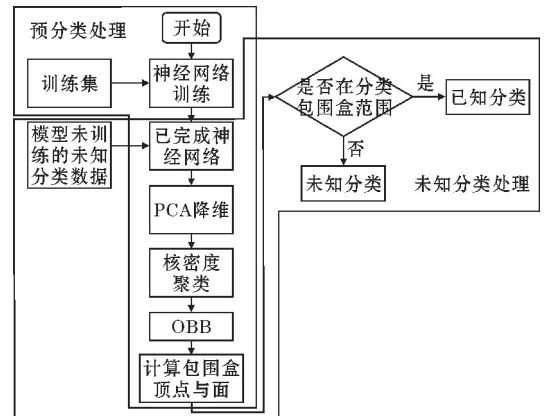 预分类处理
开始
训练集
神经网络
训练
模型未训
练的未知
分类数据
已完成神
经网络
PCA降维
核密度
聚类
OBB
计算包围盒
顶点与面
是否在分类
包围盒范围
是
已知分类
否
未知分类
未知分类处理